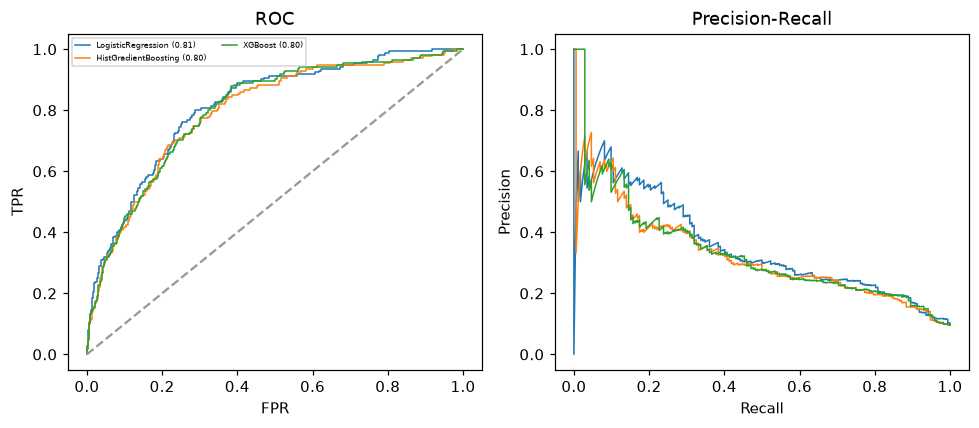 ROC
LogisticRegression (0.81)
HistGradientBoosting (0.80)
XGBoost (0.80)
1.0
0.8
0.6
0.4
0.2
0.0
TPR
0.0 0.2 0.4 0.6 0.8 1.0
FPR
Precision-Recall
1.0
0.8
0.6
0.4
0.2
0.0
Precision
0.0 0.2 0.4 0.6 0.8 1.0
Recall